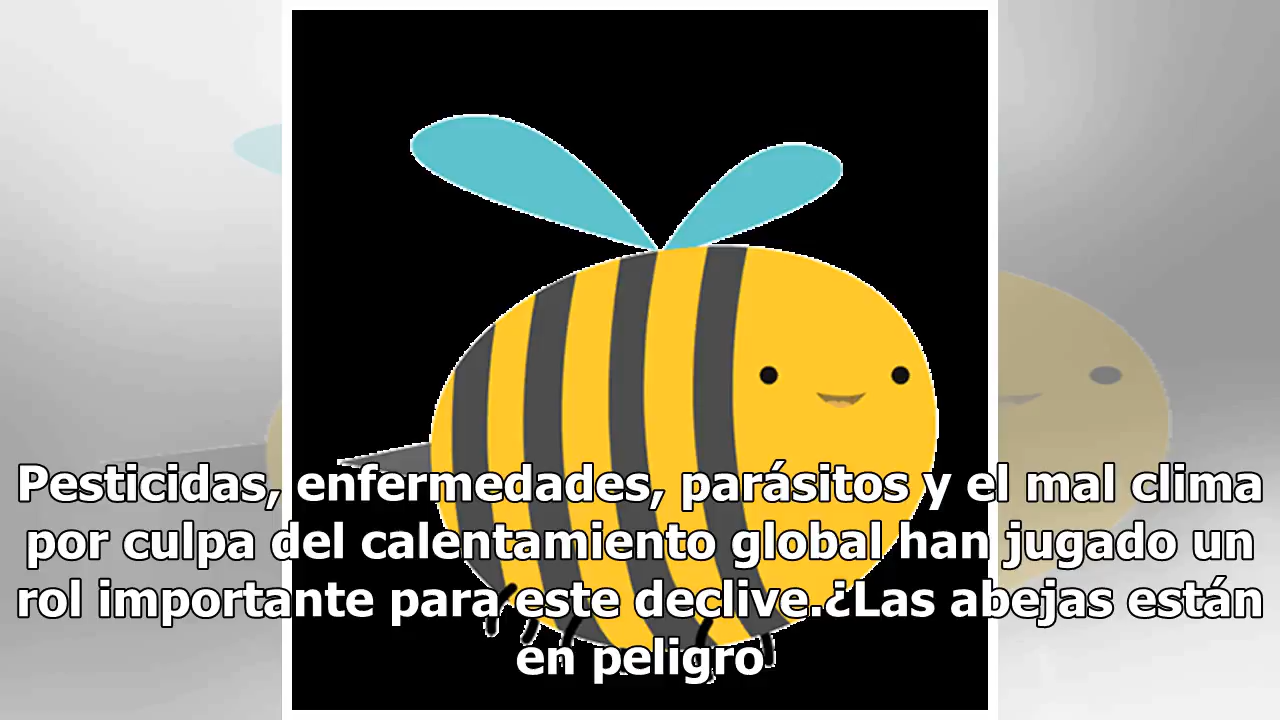 Pesticidas, enfermedades, parásitos y el mal clima
por culpa del calentamiento global han jugado un
rol importante para este declive.¿Las abejas están
en peligro